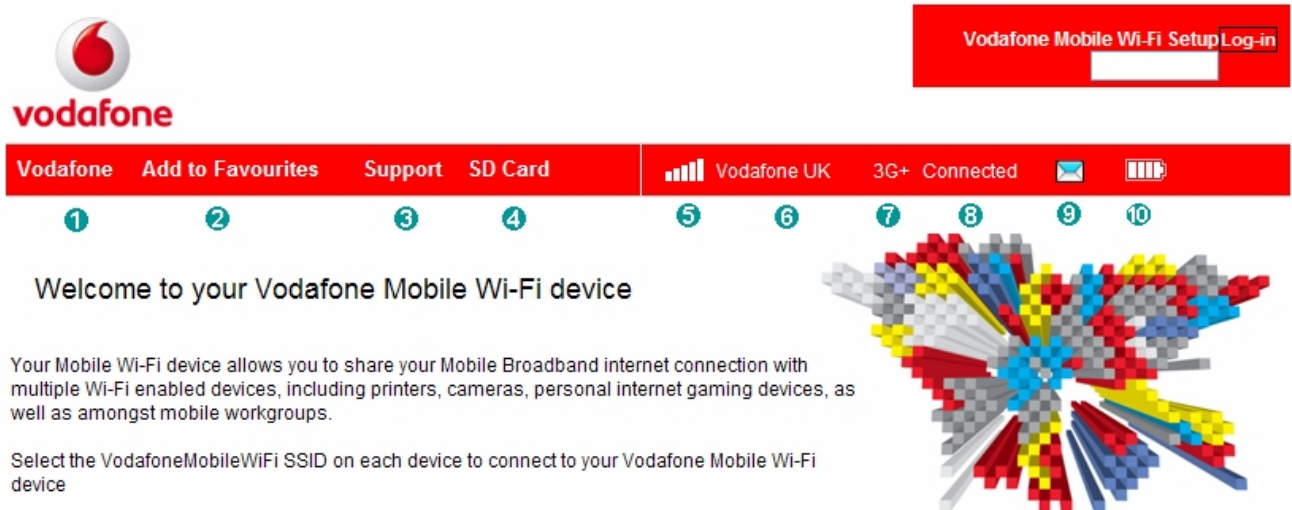 vodafone
Vodafone Mobile Wi-Fi Setup Log-in
Vodafone Add to Favourites Support SD Card Vodafone UK 3G+ Connected
1 2 3 4 5 6 7 8 9 10
Welcome to your Vodafone Mobile Wi-Fi device
Your Mobile Wi-Fi device allows you to share your Mobile Broadband internet connection with
multiple Wi-Fi enabled devices, including printers, cameras, personal internet gaming devices, as
well as amongst mobile workgroups.
Select the VodafoneMobileWiFi SSID on each device to connect to your Vodafone Mobile Wi-Fi
device